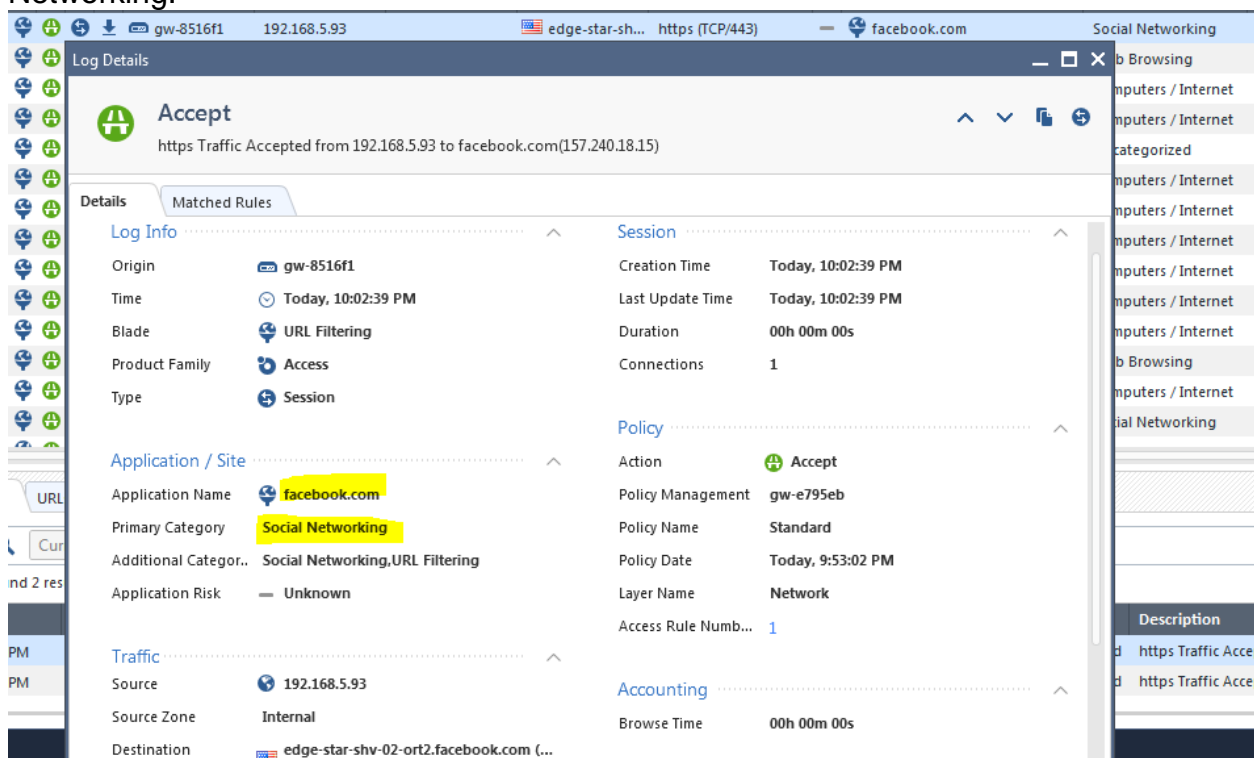 Networking.
gw-8516f1 192.168.5.93 edge-star-sh... https (TCP/443) facebook.com Social Networking
Log Details
b Browsing
mputers / Internet
Accept
mputers / Internet
https Traffic Accepted from 192.168.5.93 to facebook.com(157.240.18.15)
categorized
mputers / Internet
Details Matched Rules
mputers / Internet
Log Info Session
mputers / Internet
Origin gw-8516f1 Creation Time Today, 10:02:39 PM
mputers / Internet
Time Today, 10:02:39 PM Last Update Time Today, 10:02:39 PM
mputers / Internet
Blade URL Filtering Duration 00h 00m 00s
mputers / Internet
Product Family Access Connections 1
b Browsing
Type Session
mputers / Internet
Policy
ial Networking
Application / Site Action Accept
Application Name facebook.com Policy Management gw-e795eb
URL
Primary Category Social Networking Policy Name Standard
Cur
Additional Categor.. Social Networking,URL Filtering Policy Date Today, 9:53:02 PM
nd 2 res
Application Risk Unknown Layer Name Network
Access Rule Numb... 1
Description
Traffic
PM
d https Traffic Acce
Source 192.168.5.93 Accounting
PM
d https Traffic Acce
Source Zone Internal Browse Time 00h 00m 00s
Destination edge-star-shv-02-ort2.facebook.com (...